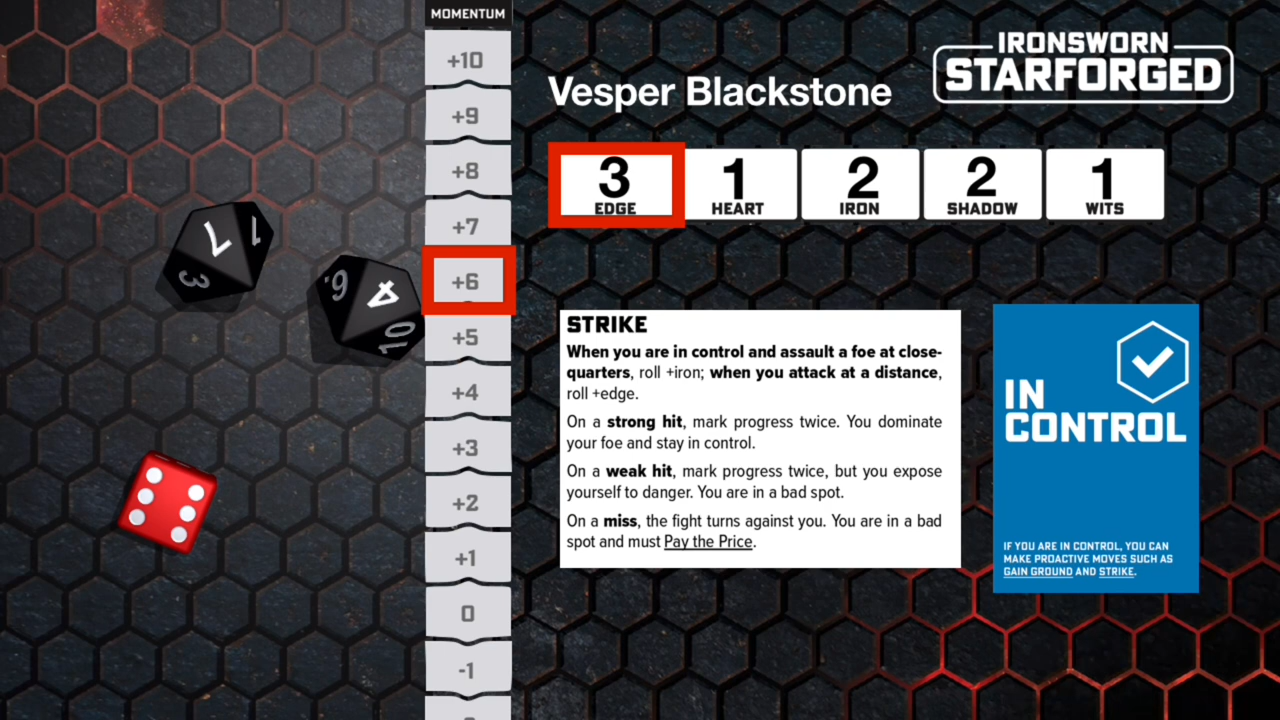 MOMENTUM
+10
+9
+8
+7
+6
+5
+4
+3
+2
+1
0
-1
IRONSWORN
STARFORGED
Vesper Blackstone
3
EDGE
1
HEART
2
IRON
2
SHADOW
1
WITS
7
1
3
6.
4
10
STRIKE
When you are in control and assault a foe at close-
quarters, roll +iron; when you attack at a distance,
roll +edge.
On a strong hit, mark progress twice. You dominate
your foe and stay in control.
On a weak hit, mark progress twice, but you expose
yourself to danger. You are in a bad spot.
On a miss, the fight turns against you. You are in a bad
spot and must Pay the Price.
IN
CONTROL
IF YOU ARE IN CONTROL, YOU CAN
MAKE PROACTIVE MOVES SUCH AS
GAIN GROUND AND STRIKE.